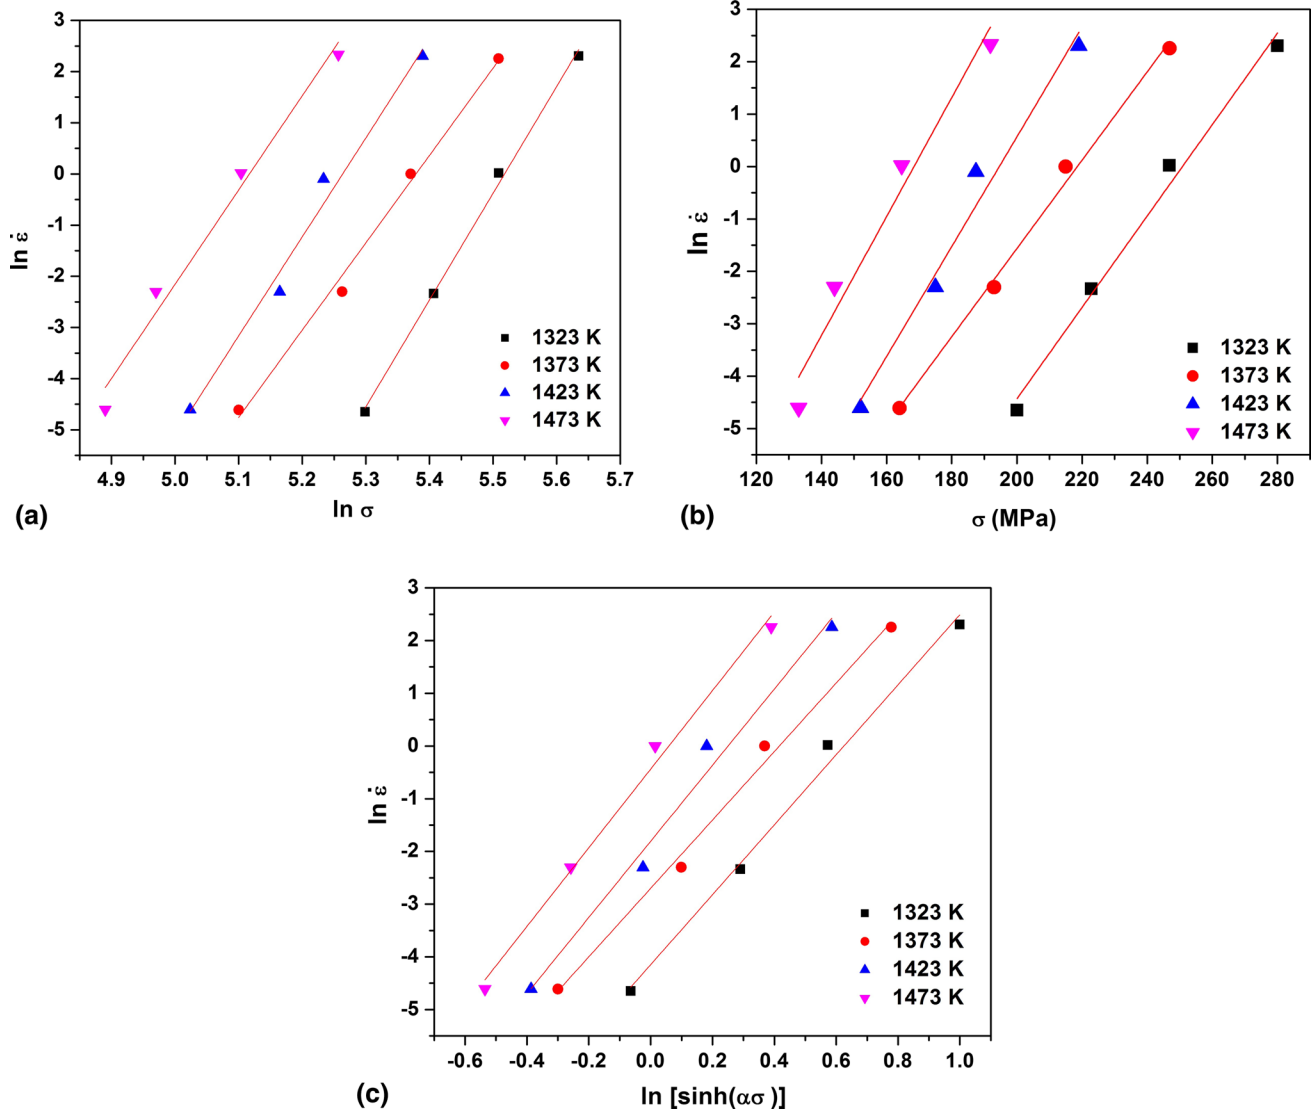 3
2
1
0
-1
-2
-3
-4
-5
ln ε̇
1323 K
1373 K
1423 K
1473 K
4.9 5.0 5.1 5.2 5.3 5.4 5.5 5.6 5.7
ln σ
(a)
3
2
1
0
-1
-2
-3
-4
-5
ln ε̇
1323 K
1373 K
1423 K
1473 K
120 140 160 180 200 220 240 260 280
σ (MPa)
(b)
3
2
1
0
-1
-2
-3
-4
-5
ln ε̇
1323 K
1373 K
1423 K
1473 K
-0.6 -0.4 -0.2 0.0 0.2 0.4 0.6 0.8 1.0
ln [sinh(ασ )]
(c)